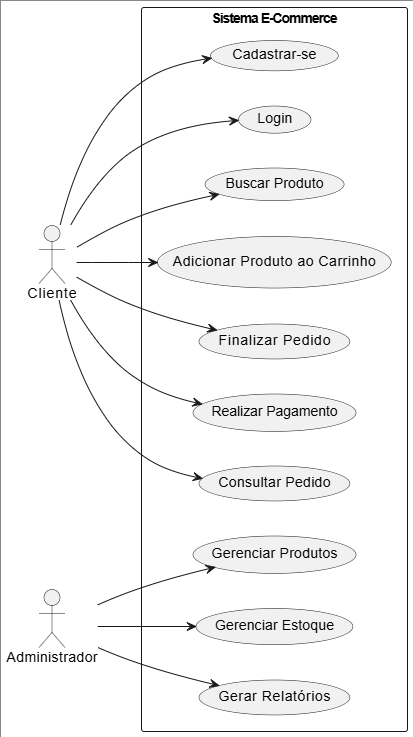 Sistema E-Commerce
Cadastrar-se
Login
Buscar Produto
Adicionar Produto ao Carrinho
Cliente
Finalizar Pedido
Realizar Pagamento
Consultar Pedido
Gerenciar Produtos
Gerenciar Estoque
Administrador
Gerar Relatórios